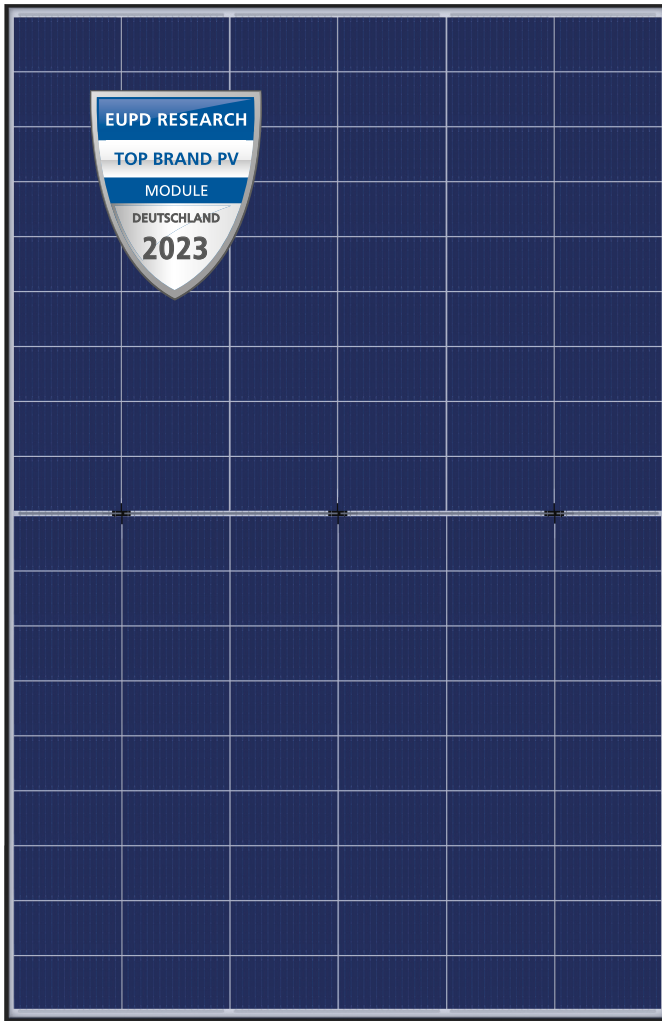 EUPD RESEARCH
TOP BRAND PV
MODULE
DEUTSCHLAND
2023